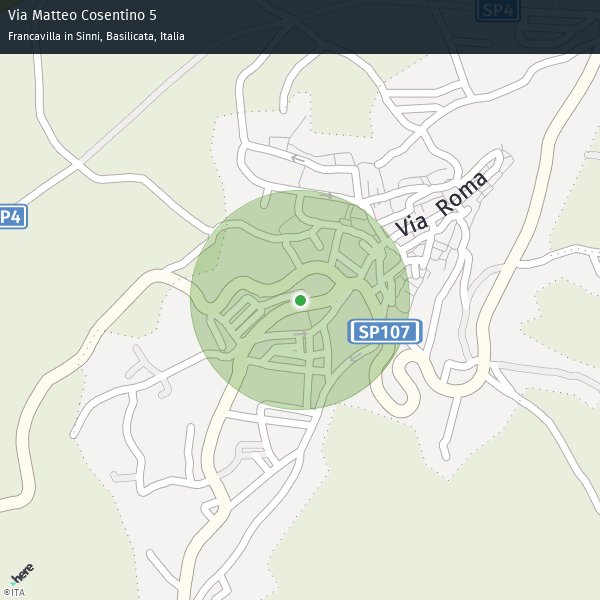 Via Matteo Cosentino 5
Francavilla in Sinni, Basilicata, Italia
SP4
Via Roma
P4
SP107
here
©ITA